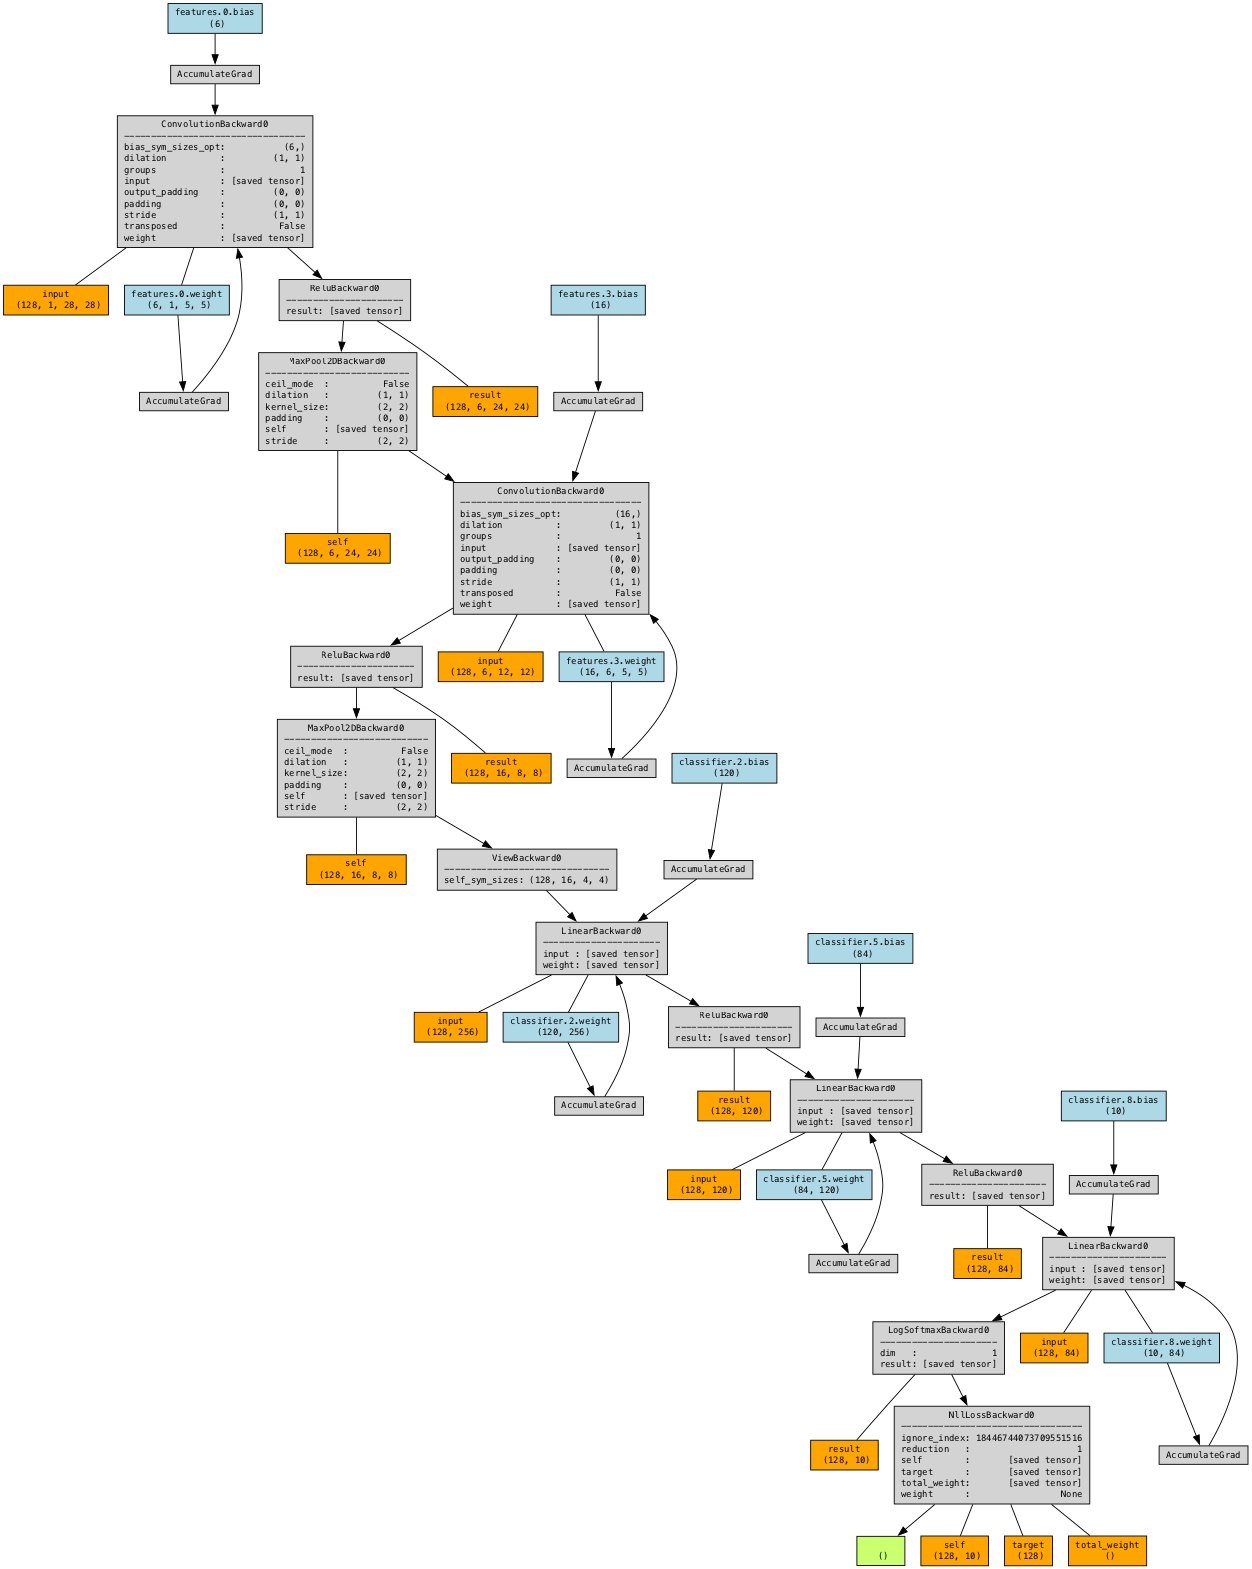 features.0.bias
(6)
AccumulateGrad
ConvolutionBackward0
----------------------------------
bias_sym_sizes_opt: (6,)
dilation : (1, 1)
groups : 1
input : [saved tensor]
output_padding : (0, 0)
padding : (0, 0)
stride : (1, 1)
transposed : False
weight : [saved tensor]
input
(128, 1, 28, 28)
features.0.weight
(6, 1, 5, 5)
AccumulateGrad
ReluBackward0
----------------------
result: [saved tensor]
features.3.bias
(16)
MaxPool2DBackward0
---------------------------
ceil_mode : False
dilation : (1, 1)
kernel_size: (2, 2)
padding : (0, 0)
self : [saved tensor]
stride : (2, 2)
result
(128, 6, 24, 24)
AccumulateGrad
self
(128, 6, 24, 24)
ConvolutionBackward0
----------------------------------
bias_sym_sizes_opt: (16,)
dilation : (1, 1)
groups : 1
input : [saved tensor]
output_padding : (0, 0)
padding : (0, 0)
stride : (1, 1)
transposed : False
weight : [saved tensor]
ReluBackward0
----------------------
result: [saved tensor]
input
(128, 6, 12, 12)
features.3.weight
(16, 6, 5, 5)
MaxPool2DBackward0
---------------------------
ceil_mode : False
dilation : (1, 1)
kernel_size: (2, 2)
padding : (0, 0)
self : [saved tensor]
stride : (2, 2)
result
(128, 16, 8, 8)
AccumulateGrad
classifier.2.bias
(120)
self
(128, 16, 8, 8)
ViewBackward0
-------------------------------
self_sym_sizes: (128, 16, 4, 4)
AccumulateGrad
LinearBackward0
----------------------
input : [saved tensor]
weight: [saved tensor]
classifier.5.bias
(84)
input
(128, 256)
classifier.2.weight
(120, 256)
AccumulateGrad
ReluBackward0
----------------------
result: [saved tensor]
AccumulateGrad
result
(128, 120)
LinearBackward0
----------------------
input : [saved tensor]
weight: [saved tensor]
classifier.8.bias
(10)
input
(128, 120)
classifier.5.weight
(84, 120)
AccumulateGrad
ReluBackward0
----------------------
result: [saved tensor]
AccumulateGrad
result
(128, 84)
LinearBackward0
----------------------
input : [saved tensor]
weight: [saved tensor]
LogSoftmaxBackward0
----------------------
dim : 1
result: [saved tensor]
input
(128, 84)
classifier.8.weight
(10, 84)
AccumulateGrad
result
(128, 10)
NllLossBackward0
----------------------------------
ignore_index: 18446744073709551516
reduction : 1
self : [saved tensor]
target : [saved tensor]
total_weight: [saved tensor]
weight : None
()
self
(128, 10)
target
(128)
total_weight
()